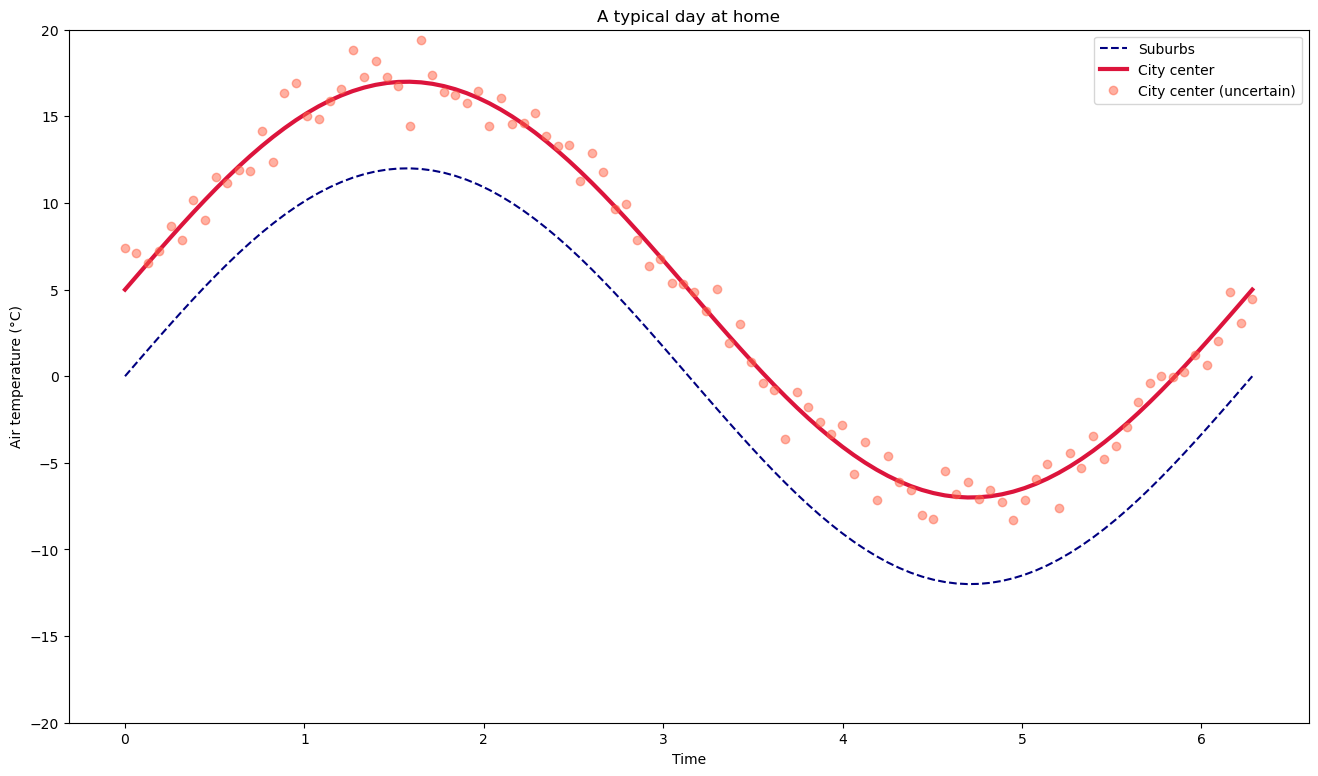 A typical day at home
Suburbs
City center
City center (uncertain)
Air temperature (°C)
20
15
10
5
0
−5
−10
−15
−20
0 1 2 3 4 5 6
Time